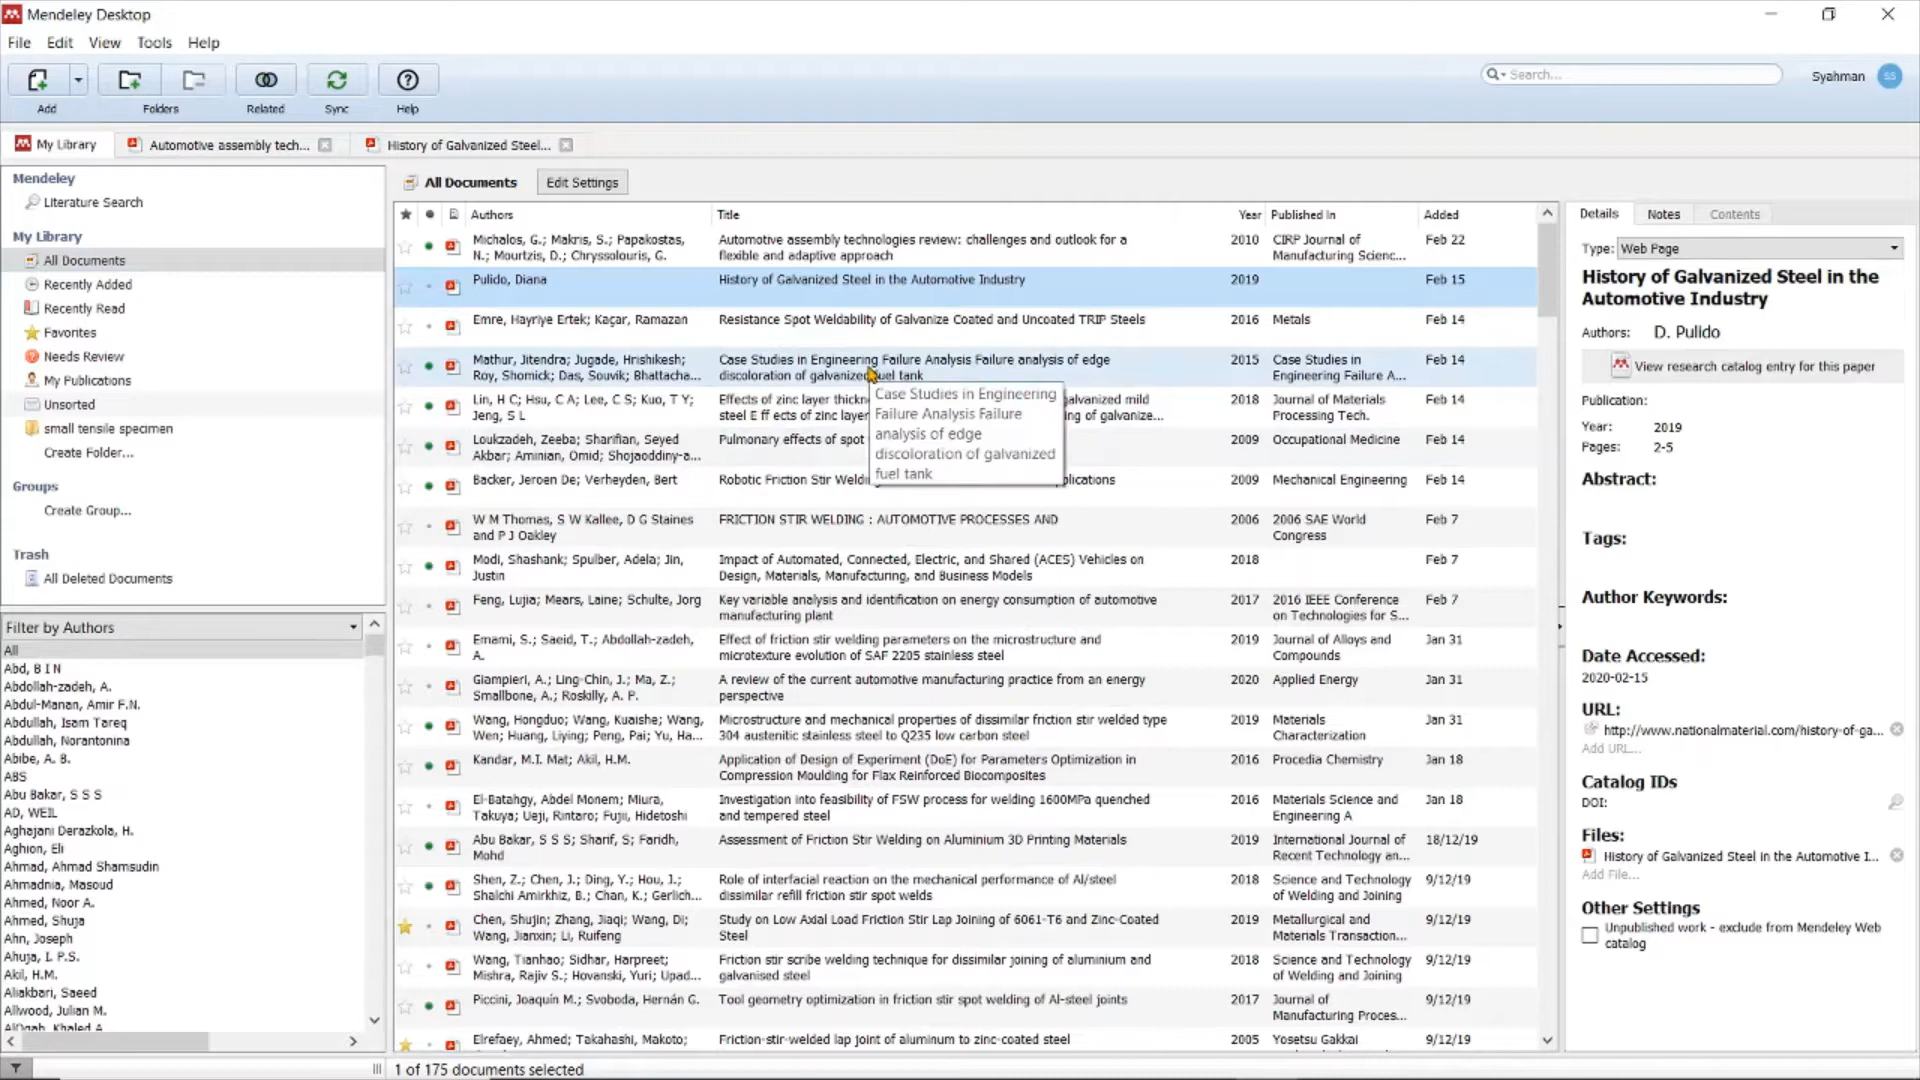 Mendeley Desktop
File Edit View Tools Help
Add Folders Related Sync Help
Search...
Syahman SS
My Library
Automotive assembly tech...
History of Galvanized Steel...
Mendeley
Literature Search
My Library
All Documents
Recently Added
Recently Read
Favorites
Needs Review
My Publications
Unsorted
small tensile specimen
Create Folder...
Groups
Create Group...
Trash
All Deleted Documents
Filter by Authors
All
Abd, B I N
Abdollah-zadeh, A.
Abdul-Manan, Amir F.N.
Abdullah, Isam Tareq
Abdullah, Norantonina
Abibe, A. B.
ABS
Abu Bakar, S S S
AD, WEIL
Aghajani Derazkola, H.
Aghion, Eli
Ahmad, Ahmad Shamsudin
Ahmadnia, Masoud
Ahmed, Noor A.
Ahmed, Shuja
Ahn, Joseph
Ahuja, I. P.S.
Akil, H.M.
Aliakbari, Saeed
Allwood, Julian M.
AlOqab, Khaled A
All Documents
Edit Settings
Authors Title Year Published In Added
Michalos, G.; Makris, S.; Papakostas, Automotive assembly technologies review: challenges and outlook for a 2010 CIRP Journal of Feb 22
N.; Mourtzis, D.; Chryssolouris, G. flexible and adaptive approach Manufacturing Scienc...
Pulido, Diana History of Galvanized Steel in the Automotive Industry 2019 Feb 15
Emre, Hayriye Ertek; Kaçar, Ramazan Resistance Spot Weldability of Galvanize Coated and Uncoated TRIP Steels 2016 Metals Feb 14
Mathur, Jitendra; Jugade, Hrishikesh; Case Studies in Engineering Failure Analysis Failure analysis of edge 2015 Case Studies in Feb 14
Roy, Shomick; Das, Souvik; Bhattacha... discoloration of galvanized fuel tank Engineering Failure A...
Lin, H C; Hsu, C A; Lee, C S; Kuo, T Y; Effects of zinc layer thickn galvanized mild 2018 Journal of Materials Feb 14
Jeng, S L steel E ff ects of zinc layer ing of galvanize... Processing Tech.
Loukzadeh, Zeeba; Sharifian, Seyed Pulmonary effects of spot 2009 Occupational Medicine Feb 14
Akbar; Aminian, Omid; Shojaoddiny-a...
Backer, Jeroen De; Verheyden, Bert Robotic Friction Stir Weldi plications 2009 Mechanical Engineering Feb 14
Case Studies in Engineering
Failure Analysis Failure
analysis of edge
discoloration of galvanized
fuel tank
W M Thomas, S W Kallee, D G Staines FRICTION STIR WELDING : AUTOMOTIVE PROCESSES AND 2006 2006 SAE World Feb 7
and P J Oakley Congress
Modi, Shashank; Spulber, Adela; Jin, Impact of Automated, Connected, Electric, and Shared (ACES) Vehicles on 2018 Feb 7
Justin Design, Materials, Manufacturing, and Business Models
Feng, Lujia; Mears, Laine; Schulte, Jorg Key variable analysis and identification on energy consumption of automotive 2017 2016 IEEE Conference Feb 7
manufacturing plant on Technologies for S...
Emami, S.; Saeid, T.; Abdollah-zadeh, Effect of friction stir welding parameters on the microstructure and 2019 Journal of Alloys and Jan 31
A. microtexture evolution of SAF 2205 stainless steel Compounds
Giampieri, A.; Ling-Chin, J.; Ma, Z.; A review of the current automotive manufacturing practice from an energy 2020 Applied Energy Jan 31
Smallbone, A.; Roskilly, A. P. perspective
Wang, Hongduo; Wang, Kuaishe; Wang, Microstructure and mechanical properties of dissimilar friction stir welded type 2019 Materials Jan 31
Wen; Huang, Liying; Peng, Pai; Yu, Ha... 304 austenitic stainless steel to Q235 low carbon steel Characterization
Kandar, M.I. Mat; Akil, H.M. Application of Design of Experiment (DoE) for Parameters Optimization in 2016 Procedia Chemistry Jan 18
Compression Moulding for Flax Reinforced Biocomposites
El-Batahgy, Abdel Monem; Miura, Investigation into feasibility of FSW process for welding 1600MPa quenched 2016 Materials Science and Jan 18
Takuya; Ueji, Rintaro; Fujii, Hidetoshi and tempered steel Engineering A
Abu Bakar, S S S; Sharif, S; Faridh, Assessment of Friction Stir Welding on Aluminium 3D Printing Materials 2019 International Journal of 18/12/19
Mohd Recent Technology an...
Shen, Z.; Chen, J.; Ding, Y.; Hou, J.; Role of interfacial reaction on the mechanical performance of Al/steel 2018 Science and Technology 9/12/19
Shalchi Amirkhiz, B.; Chan, K.; Gerlich... dissimilar refill friction stir spot welds of Welding and Joining
Chen, Shujin; Zhang, Jiaqi; Wang, Di; Study on Low Axial Load Friction Stir Lap Joining of 6061-T6 and Zinc-Coated 2019 Metallurgical and 9/12/19
Wang, Jianxin; Li, Ruifeng Steel Materials Transaction...
Wang, Tianhao; Sidhar, Harpreet; Friction stir scribe welding technique for dissimilar joining of aluminium and 2018 Science and Technology 9/12/19
Mishra, Rajiv S.; Hovanski, Yuri; Upad... galvanised steel of Welding and Joining
Piccini, Joaquín M.; Svoboda, Hernán G. Tool geometry optimization in friction stir spot welding of Al-steel joints 2017 Journal of 9/12/19
Manufacturing Proces...
Elrefaey, Ahmed; Takahashi, Makoto; Friction-stir-welded lap joint of aluminum to zinc-coated steel 2005 Yosetsu Gakkai 9/12/19
1 of 175 documents selected
Details Notes Contents
Type: Web Page
History of Galvanized Steel in the
Automotive Industry
Authors: D. Pulido
View research catalog entry for this paper
Publication:
Year: 2019
Pages: 2-5
Abstract:
Tags:
Author Keywords:
Date Accessed:
2020-02-15
URL:
http://www.nationalmaterial.com/history-of-ga...
Add URL...
Catalog IDs
DOI:
Files:
History of Galvanized Steel in the Automotive I...
Add File...
Other Settings
Unpublished work - exclude from Mendeley Web
catalog